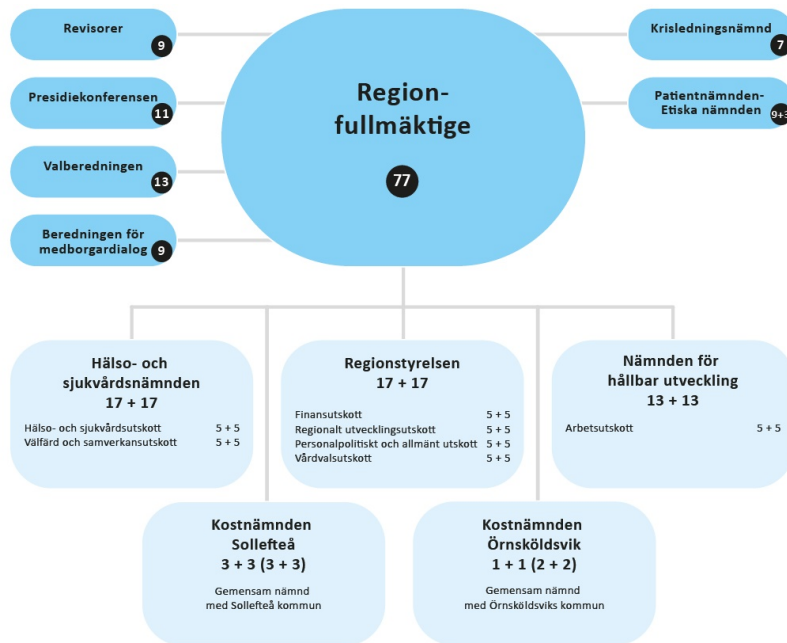 Revisorer
9
Presidiekonferensen
11
Valberedningen
13
Beredningen för
medborgardialog
9
Region-
fullmäktige
77
Krisledningsnämnd
7
Patientnämnden-
Etiska nämnden
9+3
Hälso- och
sjukvårdsnämnden
17 + 17
Hälso- och sjukvårdsutskott 5 + 5
Välfärd och samverkansutskott 5 + 5
Regionstyrelsen
17 + 17
Finansutskott 5 + 5
Regionalt utvecklingsutskott 5 + 5
Personalpolitiskt och allmänt utskott 5 + 5
Vårdvalsutskott 5 + 5
Nämnden för
hållbar utveckling
13 + 13
Arbetsutskott 5 + 5
Kostnämnden
Sollefteå
3 + 3 (3 + 3)
Gemensam nämnd
med Sollefteå kommun
Kostnämnden
Örnsköldsvik
1 + 1 (2 + 2)
Gemensam nämnd
med Örnsköldsviks kommun